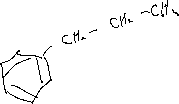 CH₂ - CH₂ - CH₃